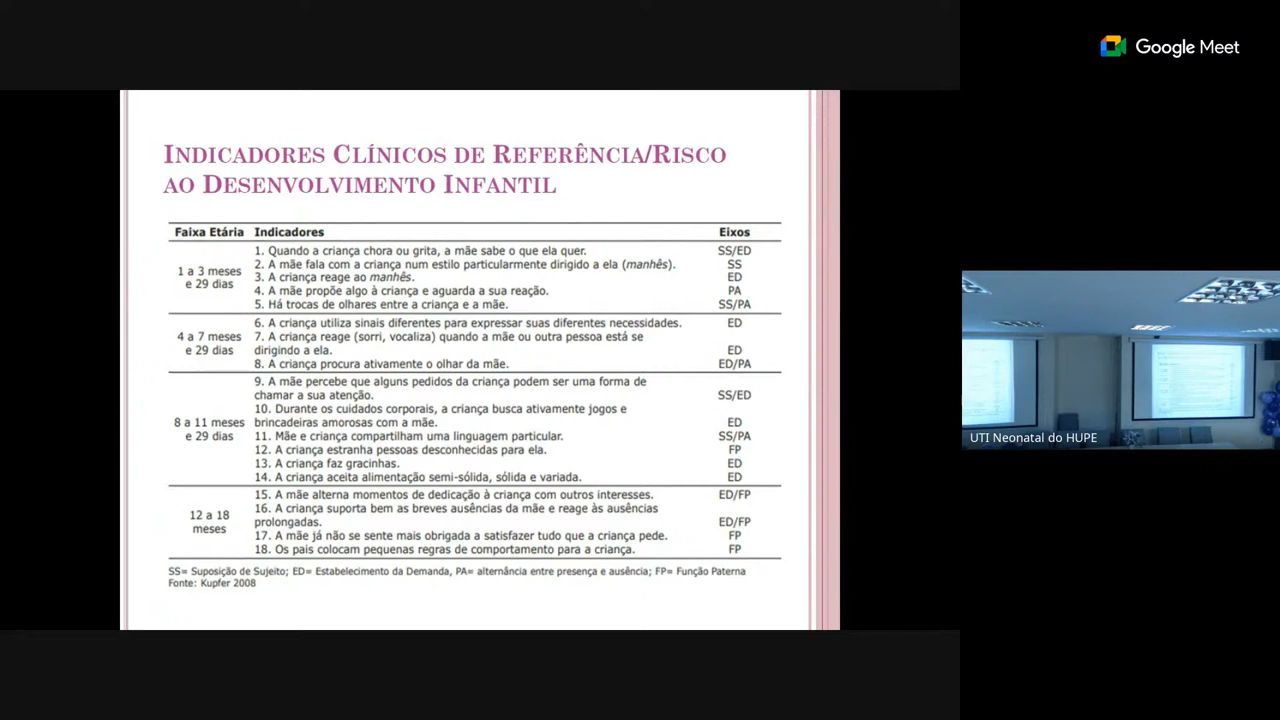 Google Meet
INDICADORES CLÍNICOS DE REFERÊNCIA/RISCO
AO DESENVOLVIMENTO INFANTIL
Faixa Etária Indicadores Eixos
1 a 3 meses
e 29 dias
1. Quando a criança chora ou grita, a mãe sabe o que ela quer. SS/ED
2. A mãe fala com a criança num estilo particularmente dirigido a ela (manhês). SS
3. A criança reage ao manhês. ED
4. A mãe propõe algo à criança e aguarda a sua reação. PA
5. Há trocas de olhares entre a criança e a mãe. SS/PA
4 a 7 meses
e 29 dias
6. A criança utiliza sinais diferentes para expressar suas diferentes necessidades. ED
7. A criança reage (sorri, vocaliza) quando a mãe ou outra pessoa está se
dirigindo a ela. ED
8. A criança procura ativamente o olhar da mãe. ED/PA
8 a 11 meses
e 29 dias
9. A mãe percebe que alguns pedidos da criança podem ser uma forma de
chamar a sua atenção. SS/ED
10. Durante os cuidados corporais, a criança busca ativamente jogos e
brincadeiras amorosas com a mãe. ED
11. Mãe e criança compartilham uma linguagem particular. SS/PA
12. A criança estranha pessoas desconhecidas para ela. FP
13. A criança faz gracinhas. ED
14. A criança aceita alimentação semi-sólida, sólida e variada. ED
12 a 18
meses
15. A mãe alterna momentos de dedicação à criança com outros interesses. ED/FP
16. A criança suporta bem as breves ausências da mãe e reage às ausências
prolongadas. ED/FP
17. A mãe já não se sente mais obrigada a satisfazer tudo que a criança pede. FP
18. Os pais colocam pequenas regras de comportamento para a criança. FP
SS= Suposição de Sujeito; ED= Estabelecimento da Demanda, PA= alternância entre presença e ausência; FP= Função Paterna
Fonte: Kupfer 2008
UTI Neonatal do HUPE